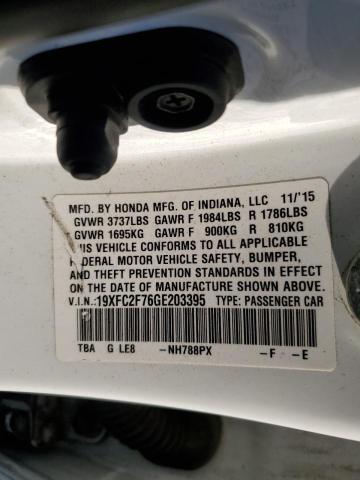 MFD. BY HONDA MFG. OF INDIANA, LLC 11/'15
GVWR 3737LBS GAWR F 1984LBS R 1786LBS
GVWR 1695KG GAWR F 900KG R 810KG
THIS VEHICLE CONFORMS TO ALL APPLICABLE
FEDERAL MOTOR VEHICLE SAFETY, BUMPER,
AND THEFT PREVENTION STANDARDS IN EFFECT
ON THE DATE OF MANUFACTURE SHOWN ABOVE.
V.I.N.:19XFC2F76GE203395 TYPE: PASSENGER CAR
TBA G LE8 –NH788PX –F –E